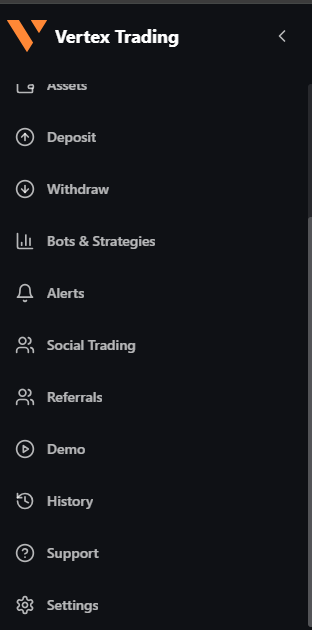 Vertex Trading
Assets
Deposit
Withdraw
Bots & Strategies
Alerts
Social Trading
Referrals
Demo
History
Support
Settings